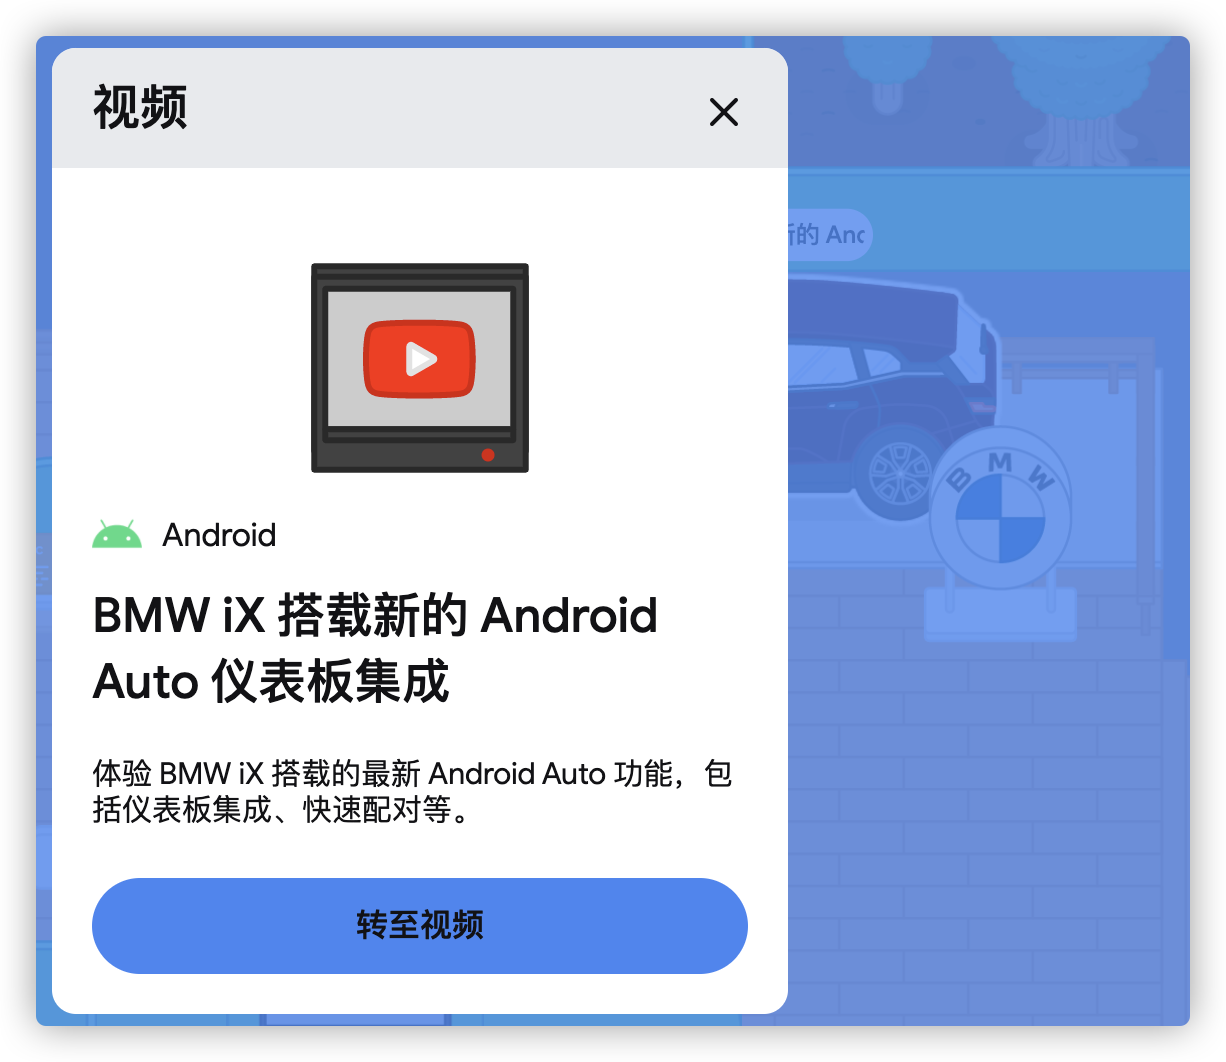 视频
新的 And
BMW
Android
BMW iX 搭载新的 Android
Auto 仪表板集成
体验 BMW iX 搭载的最新 Android Auto 功能，包
括仪表板集成、快速配对等。
转至视频